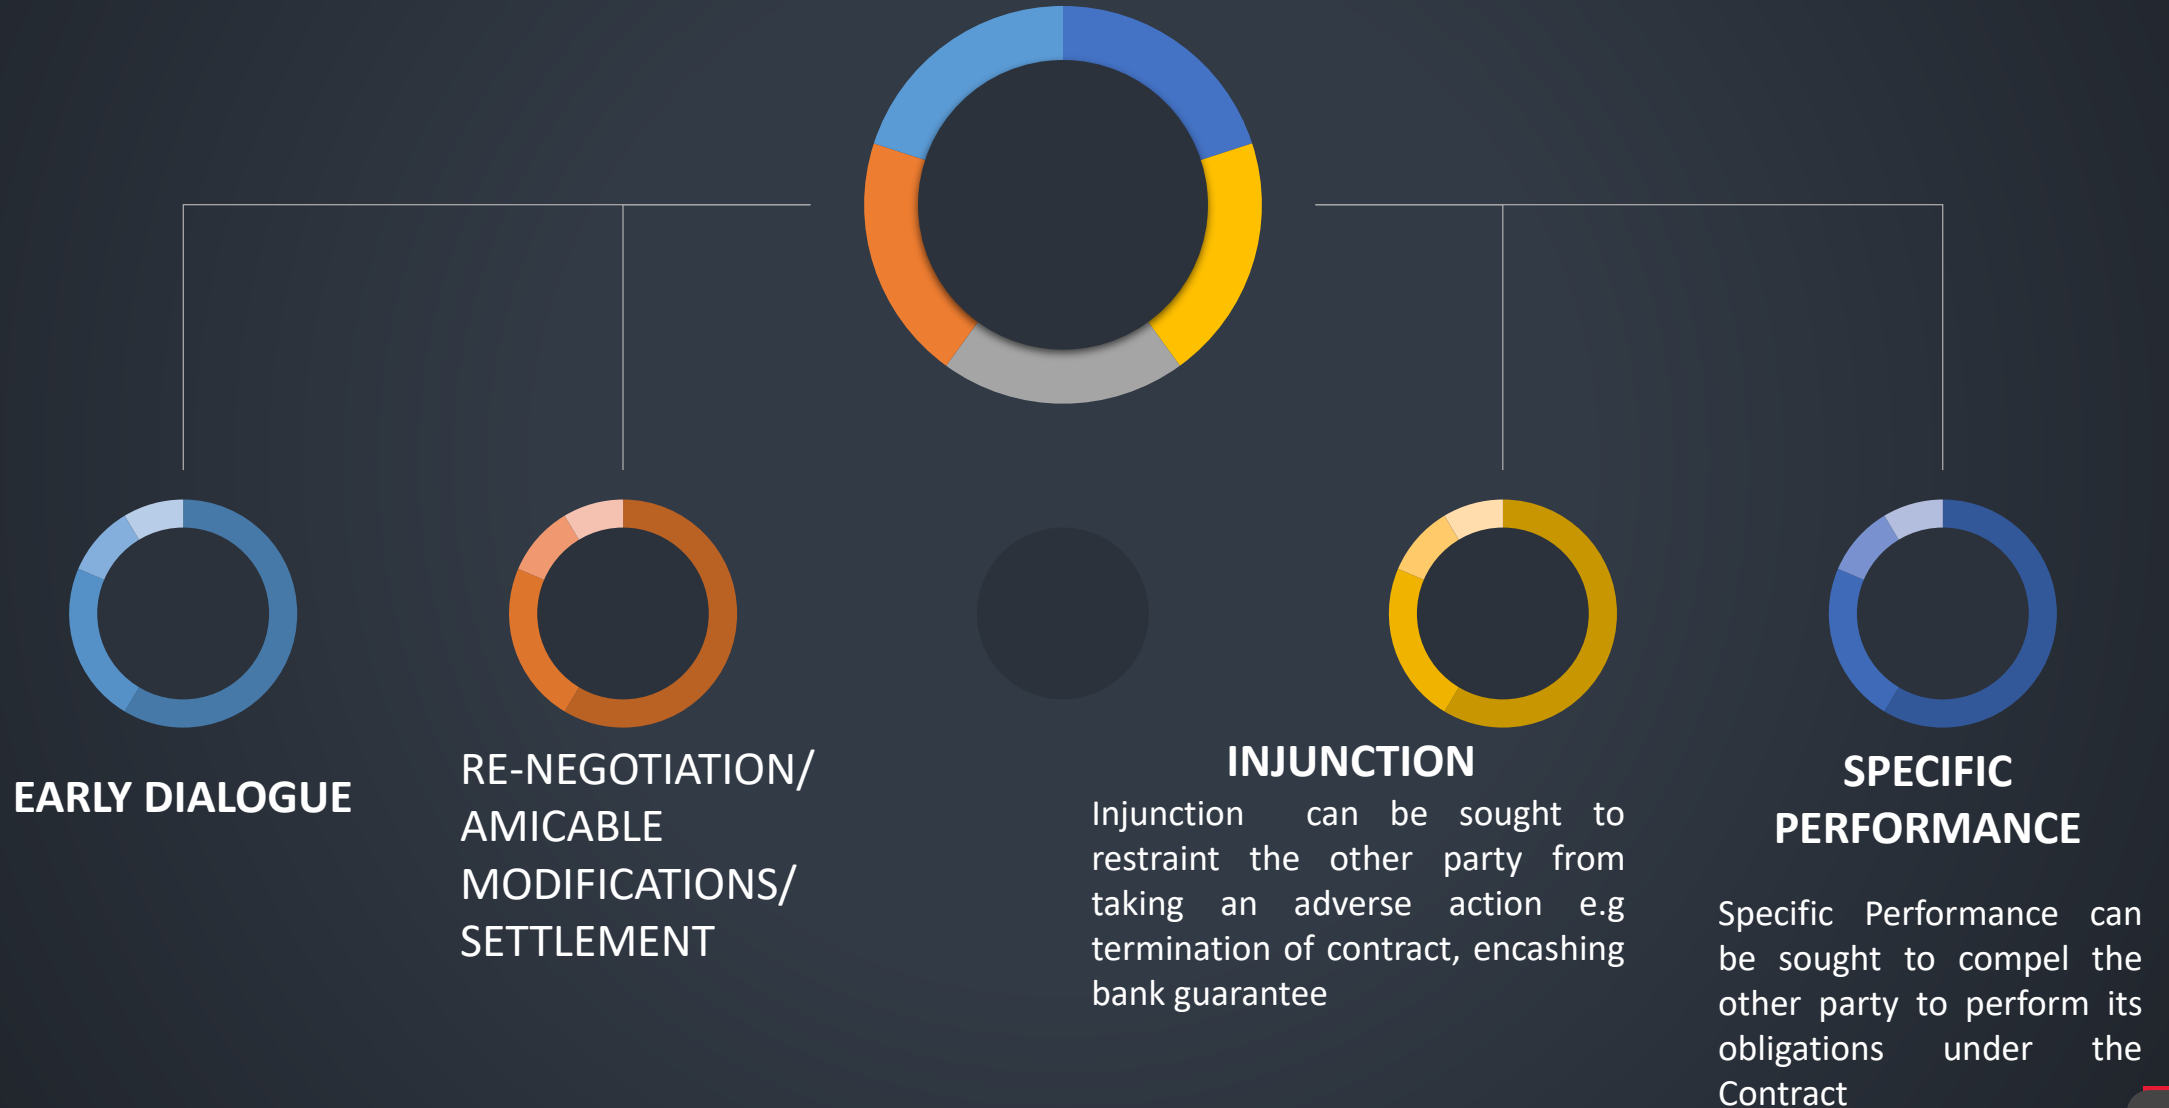 EARLY DIALOGUE
RE-NEGOTIATION/
AMICABLE
MODIFICATIONS/
SETTLEMENT
INJUNCTION
Injunction can be sought to
restraint the other party from
taking an adverse action e.g
termination of contract, encashing
bank guarantee
SPECIFIC
PERFORMANCE
Specific Performance can
be sought to compel the
other party to perform its
obligations under the
Contract